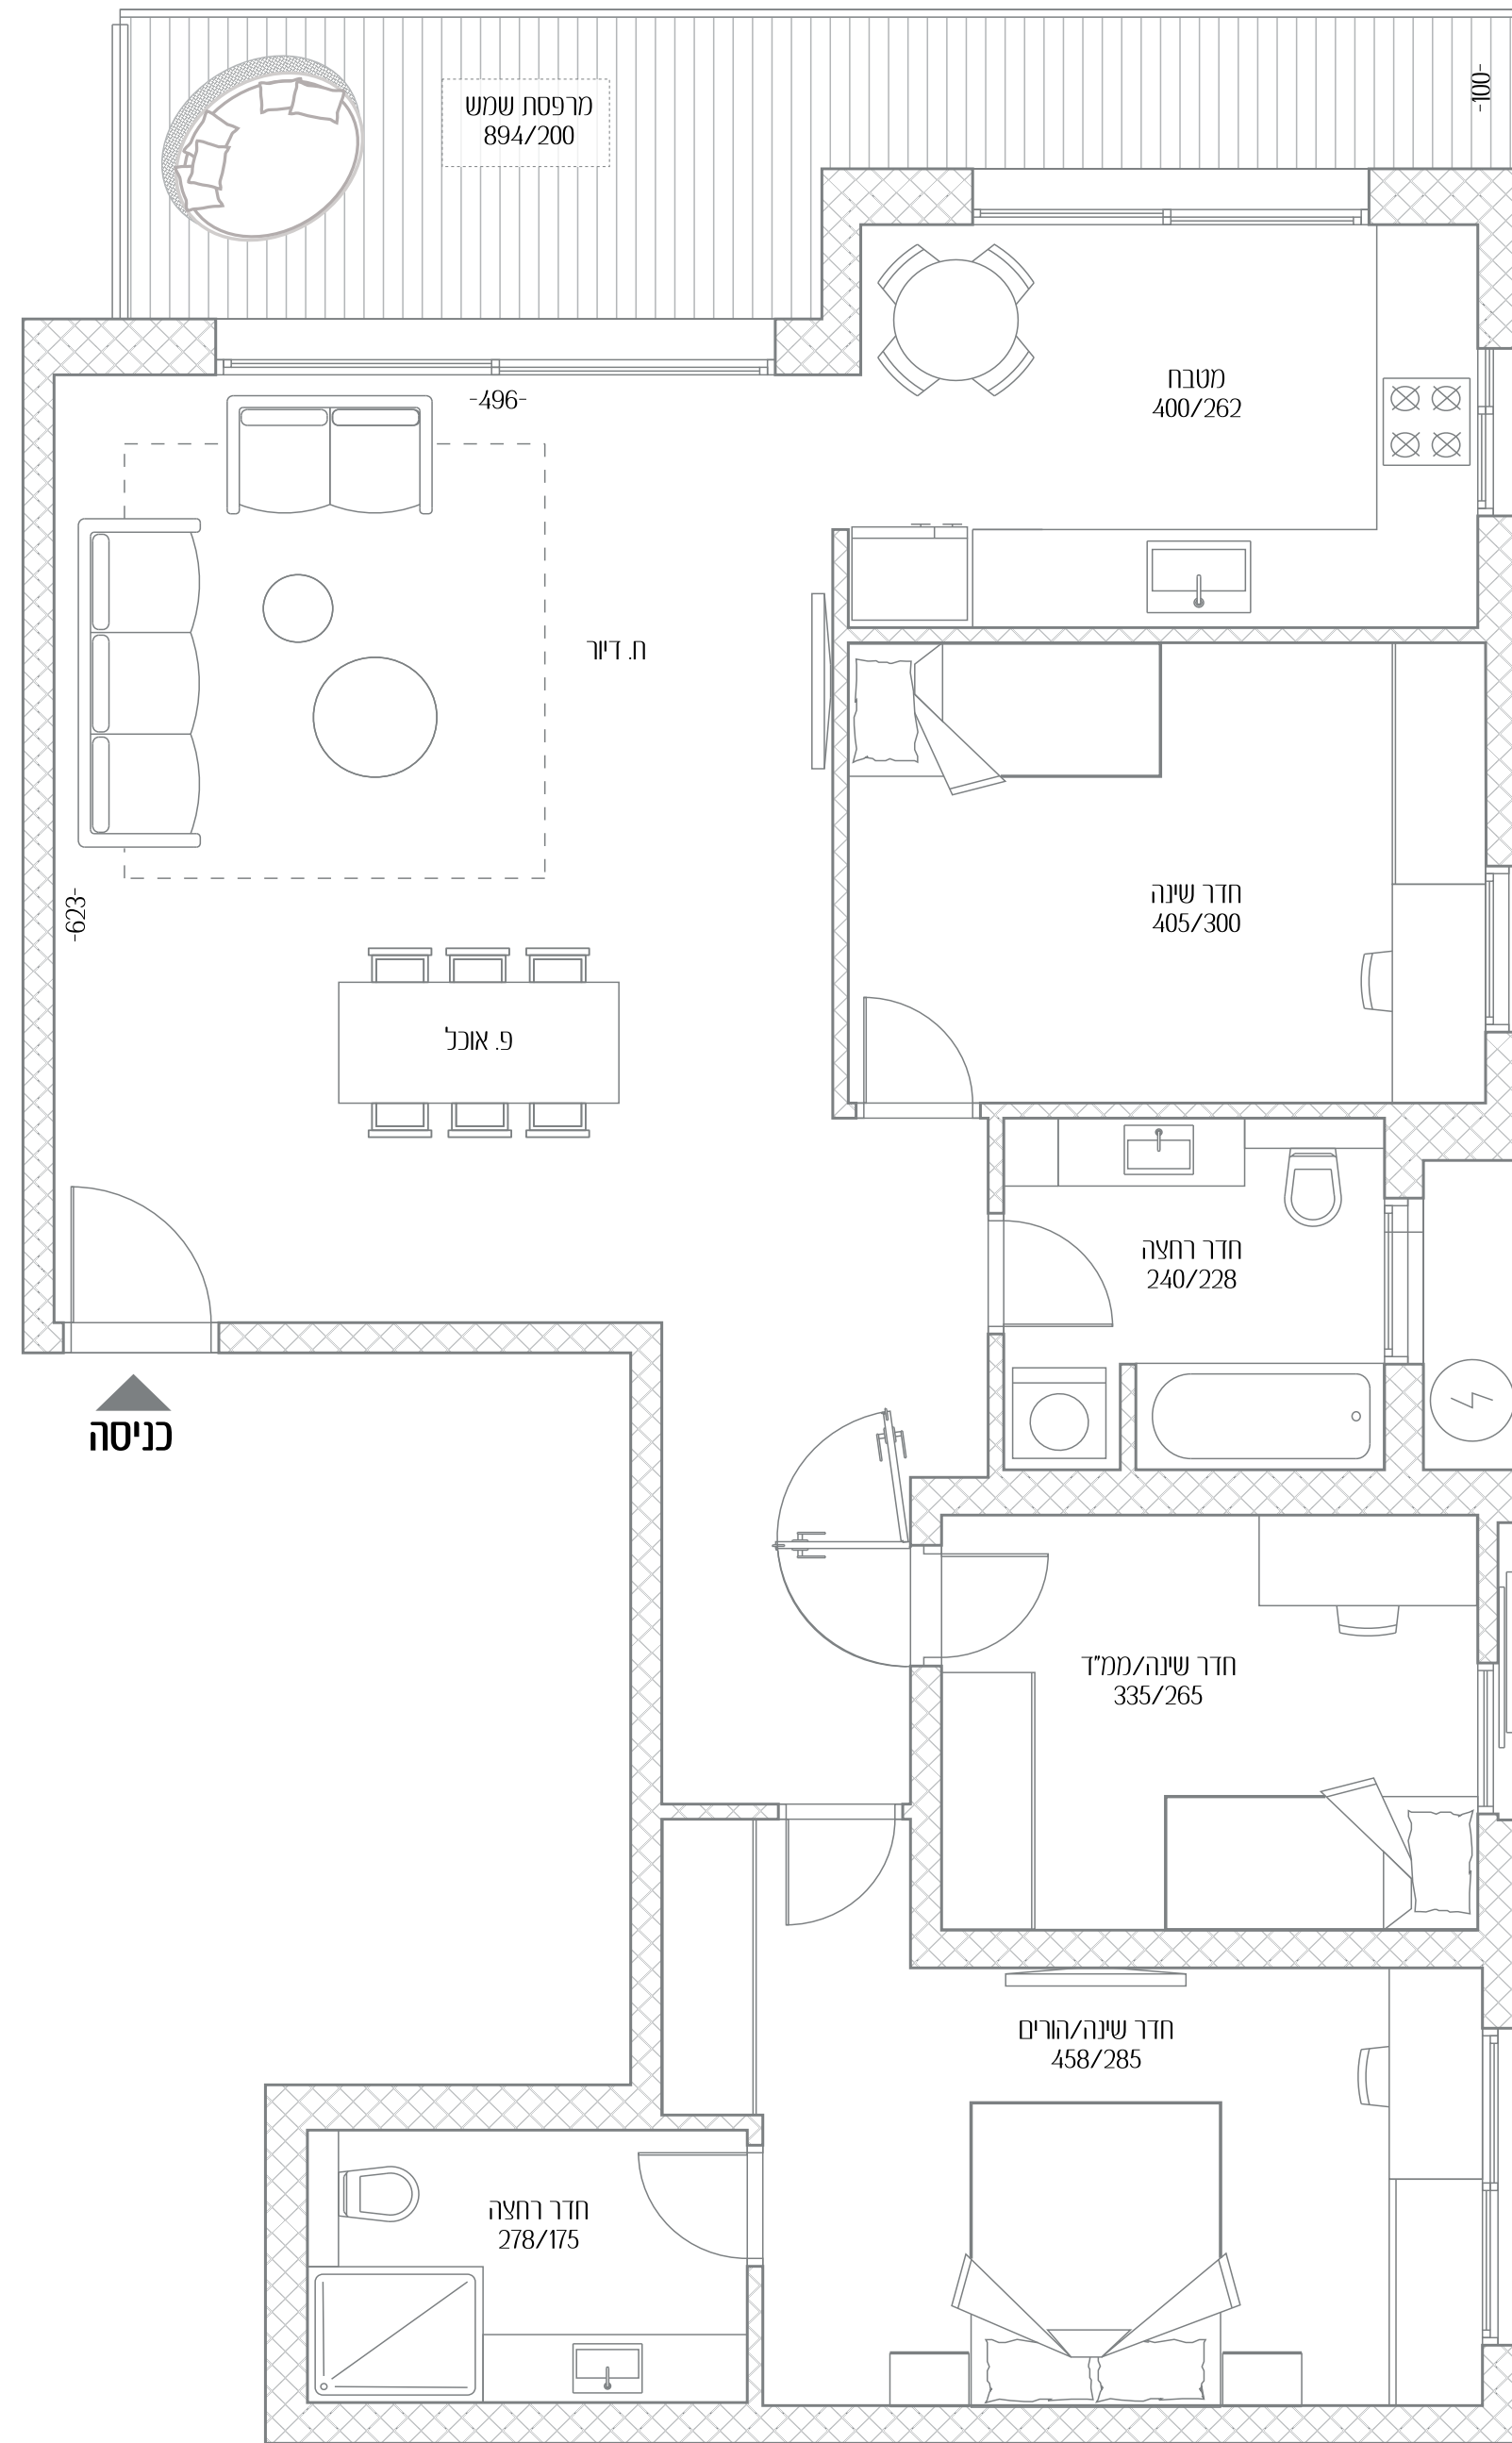 מרפסת שמש
894/200
-100-
-496-
מטבח
400/262
ח. דיור
-623-
חדר שינה
405/300
פ. אוכל
חדר רחצה
240/228
כניסה
חדר שינה/ממ"ד
335/265
חדר שינה/הורים
458/285
חדר רחצה
278/175